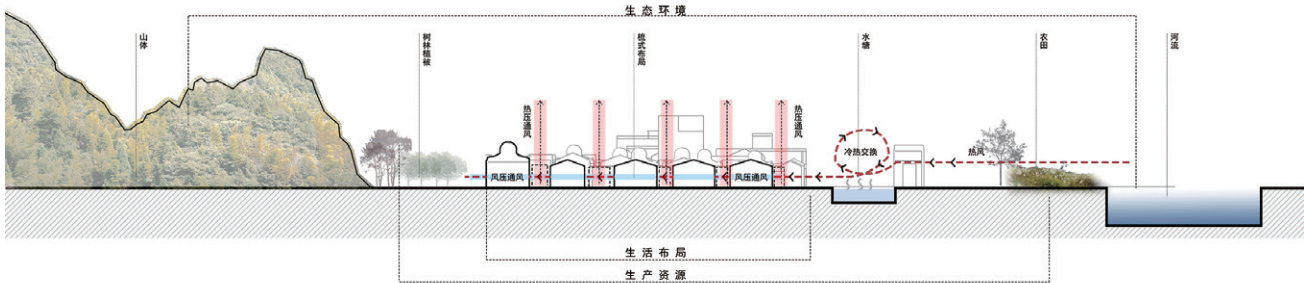 生态环境
山体
树林植被
梳式布局
水塘
农田
河流
热压通风
热压通风
冷热交换
热风
风压通风
风压通风
生活布局
生产资源